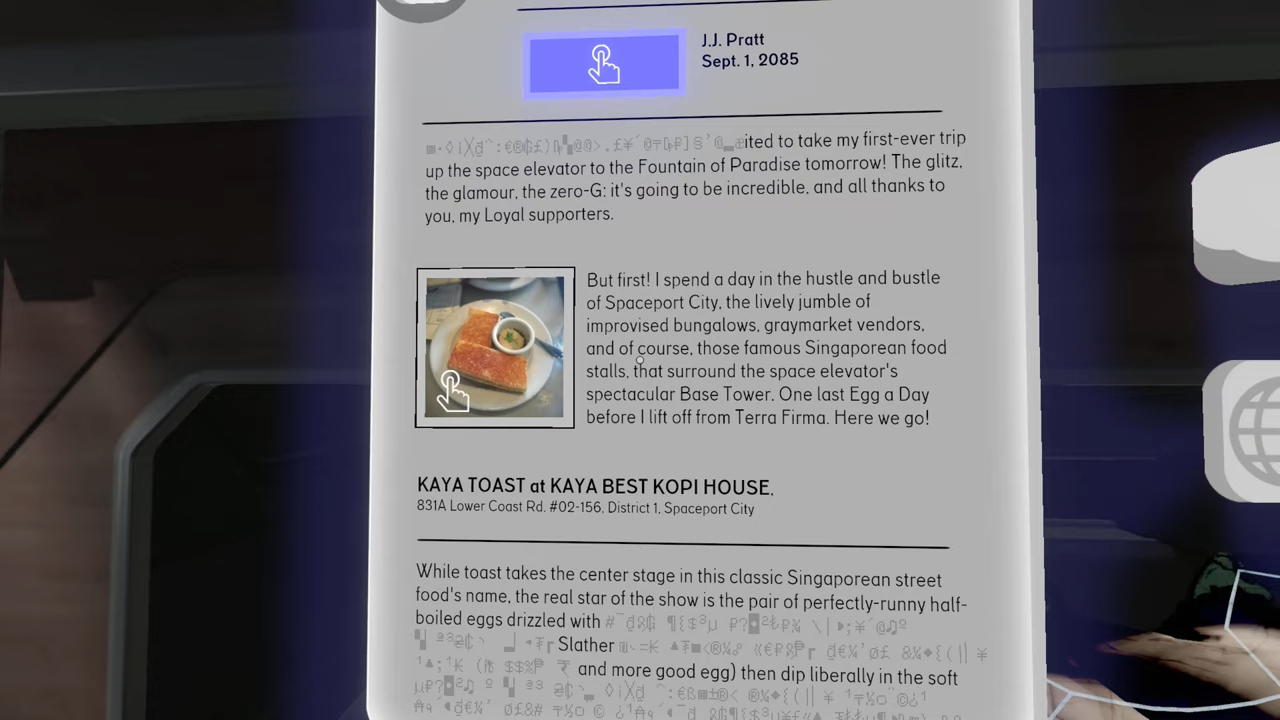 J.J. Pratt
Sept. 1, 2085
ited to take my first-ever trip
up the space elevator to the Fountain of Paradise tomorrow! The glitz,
the glamour, the zero-G: it's going to be incredible, and all thanks to
you, my Loyal supporters.
But first! I spend a day in the hustle and bustle
of Spaceport City, the lively jumble of
improvised bungalows, graymarket vendors,
and of course, those famous Singaporean food
stalls, that surround the space elevator's
spectacular Base Tower. One last Egg a Day
before I lift off from Terra Firma. Here we go!
KAYA TOAST at KAYA BEST KOPI HOUSE,
831A Lower Coast Rd. #02-156, District 1, Spaceport City
While toast takes the center stage in this classic Singaporean street
food's name, the real star of the show is the pair of perfectly-runny half-
boiled eggs drizzled with
Slather
and more good egg) then dip liberally in the soft